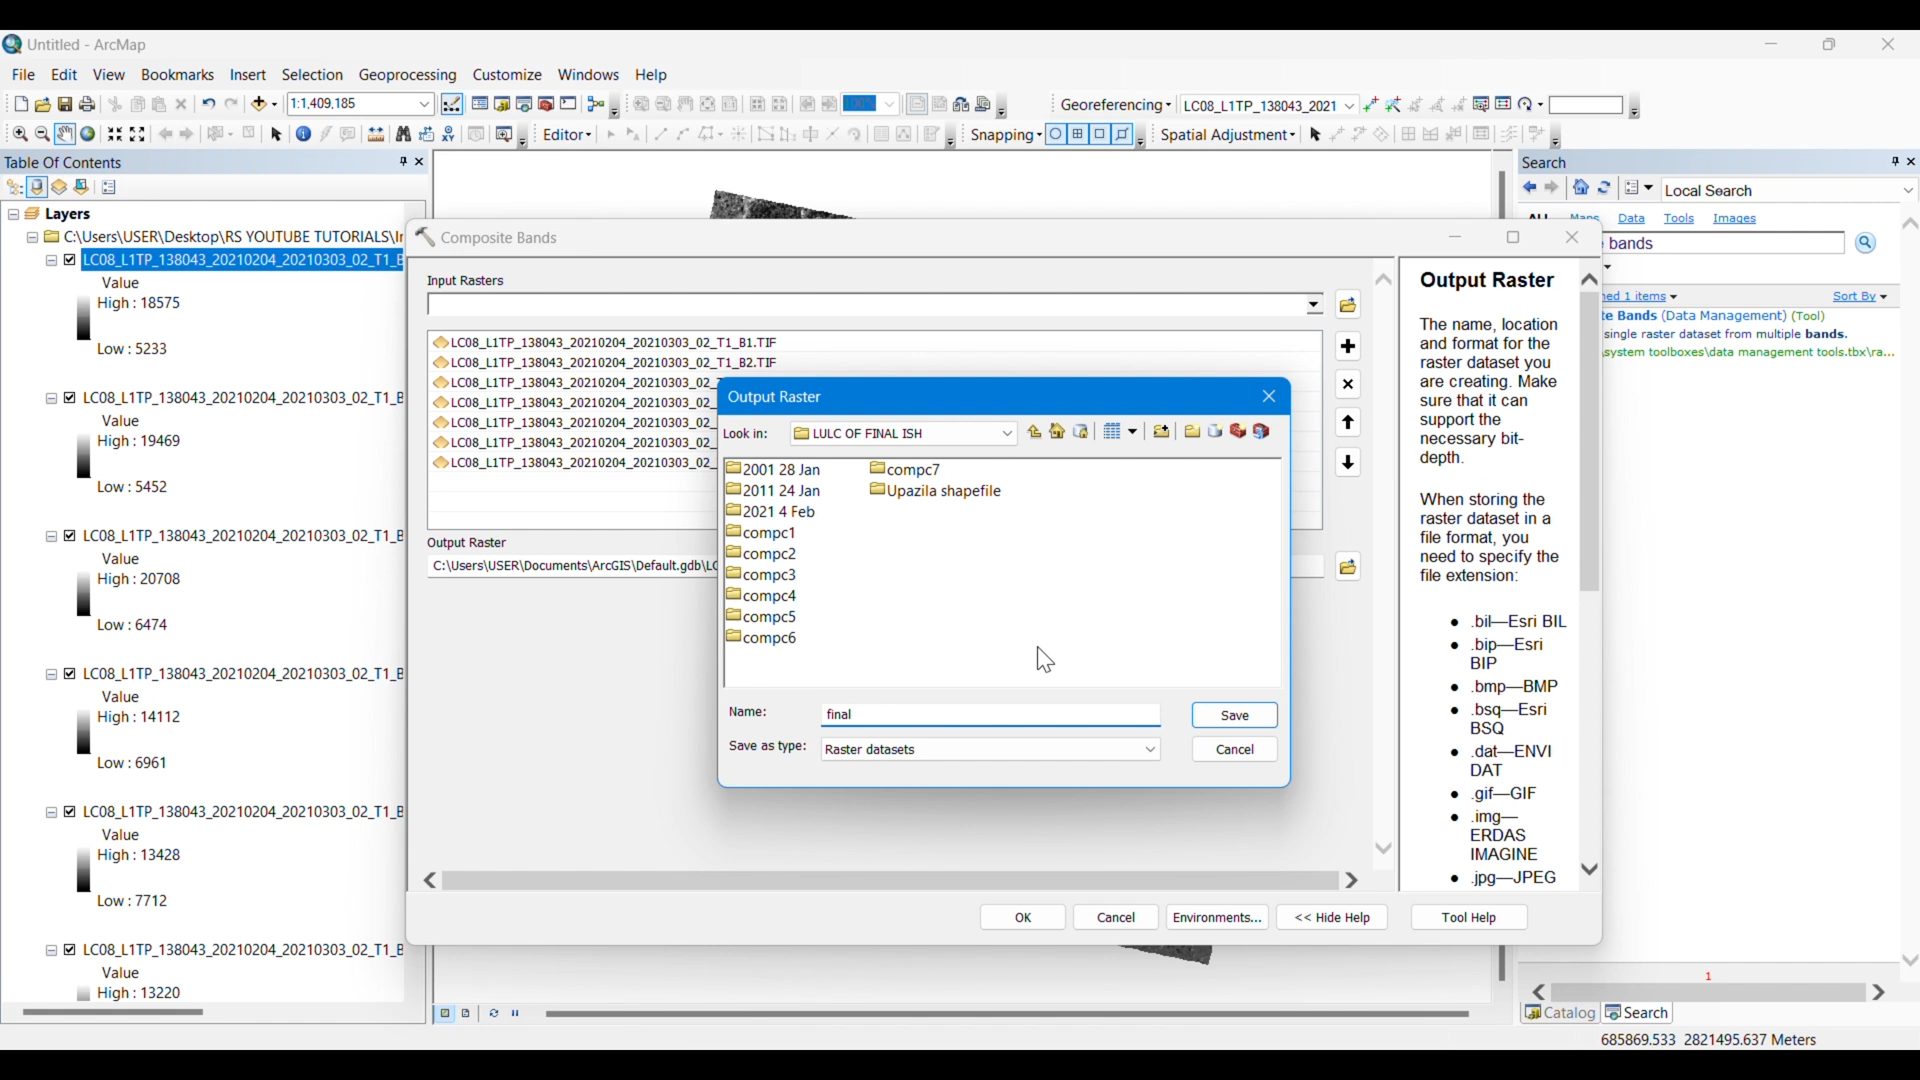 Untitled - ArcMap
File Edit View Bookmarks Insert Selection Geoprocessing Customize Windows Help
1:1,409,185
100%
Georeferencing
LC08_L1TP_138043_2021
Editor
Snapping
Spatial Adjustment
Table Of Contents
Layers
C:\Users\USER\Desktop\RS YOUTUBE TUTORIALS\
LC08_L1TP_138043_20210204_20210303_02_T1_B
Value
High : 18575
Low : 5233
LC08_L1TP_138043_20210204_20210303_02_T1_B
Value
High : 19469
Low : 5452
LC08_L1TP_138043_20210204_20210303_02_T1_B
Value
High : 20708
Low : 6474
LC08_L1TP_138043_20210204_20210303_02_T1_B
Value
High : 14112
Low : 6961
LC08_L1TP_138043_20210204_20210303_02_T1_B
Value
High : 13428
Low : 7712
LC08_L1TP_138043_20210204_20210303_02_T1_B
Value
High : 13220
Composite Bands
Input Rasters
LC08_L1TP_138043_20210204_20210303_02_T1_B1.TIF
LC08_L1TP_138043_20210204_20210303_02_T1_B2.TIF
LC08_L1TP_138043_20210204_20210303_02_
LC08_L1TP_138043_20210204_20210303_02_
LC08_L1TP_138043_20210204_20210303_02_
LC08_L1TP_138043_20210204_20210303_02_
LC08_L1TP_138043_20210204_20210303_02_
Output Raster
C:\Users\USER\Documents\ArcGIS\Default.gdb\LC
Output Raster
Look in: LULC OF FINAL ISH
2001 28 Jan
2011 24 Jan
2021 4 Feb
compc1
compc2
compc3
compc4
compc5
compc6
compc7
Upazila shapefile
Name: final
Save
Save as type: Raster datasets
Cancel
OK Cancel Environments... << Hide Help Tool Help
Output Raster
The name, location
and format for the
raster dataset you
are creating. Make
sure that it can
support the
necessary bit-
depth.
When storing the
raster dataset in a
file format, you
need to specify the
file extension:
.bil—Esri BIL
.bip—Esri
BIP
.bmp—BMP
.bsq—Esri
BSQ
.dat—ENVI
DAT
.gif—GIF
.img—
ERDAS
IMAGINE
.jpg—JPEG
Search
Local Search
ALL Maps Data Tools Images
bands
ned 1 items
Sort By
te Bands (Data Management) (Tool)
single raster dataset from multiple bands.
system toolboxes\data management tools.tbx\ra...
1
Catalog Search
685869.533 2821495.637 Meters